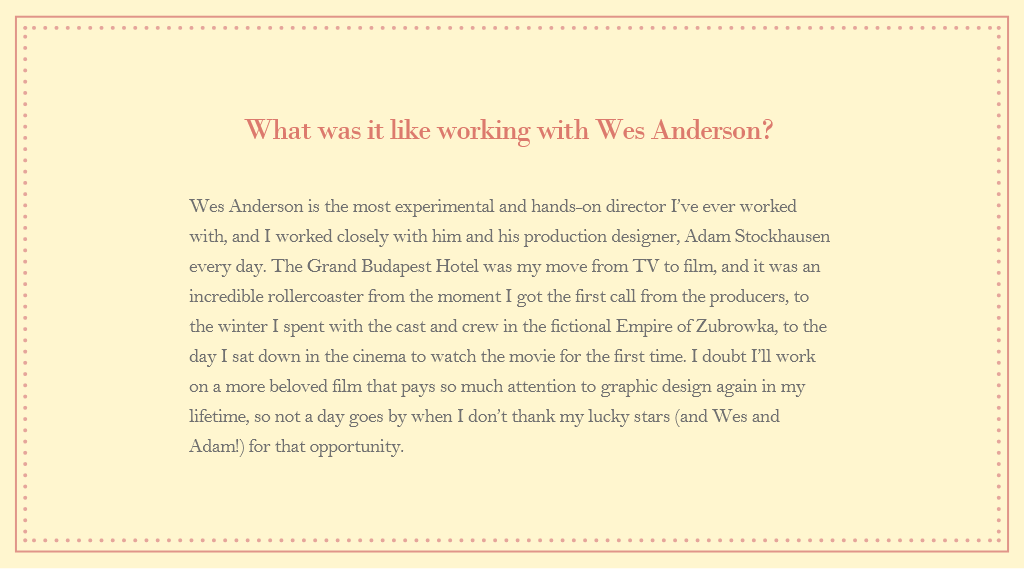 What was it like working with Wes Anderson?
Wes Anderson is the most experimental and hands-on director I've ever worked
with, and I worked closely with him and his production designer, Adam Stockhausen
every day. The Grand Budapest Hotel was my move from TV to film, and it was an
incredible rollercoaster from the moment I got the first call from the producers, to
the winter I spent with the cast and crew in the fictional Empire of Zubrowka, to the
day I sat down in the cinema to watch the movie for the first time. I doubt I'll work
on a more beloved film that pays so much attention to graphic design again in my
lifetime, so not a day goes by when I don't thank my lucky stars (and Wes and
Adam!) for that opportunity.